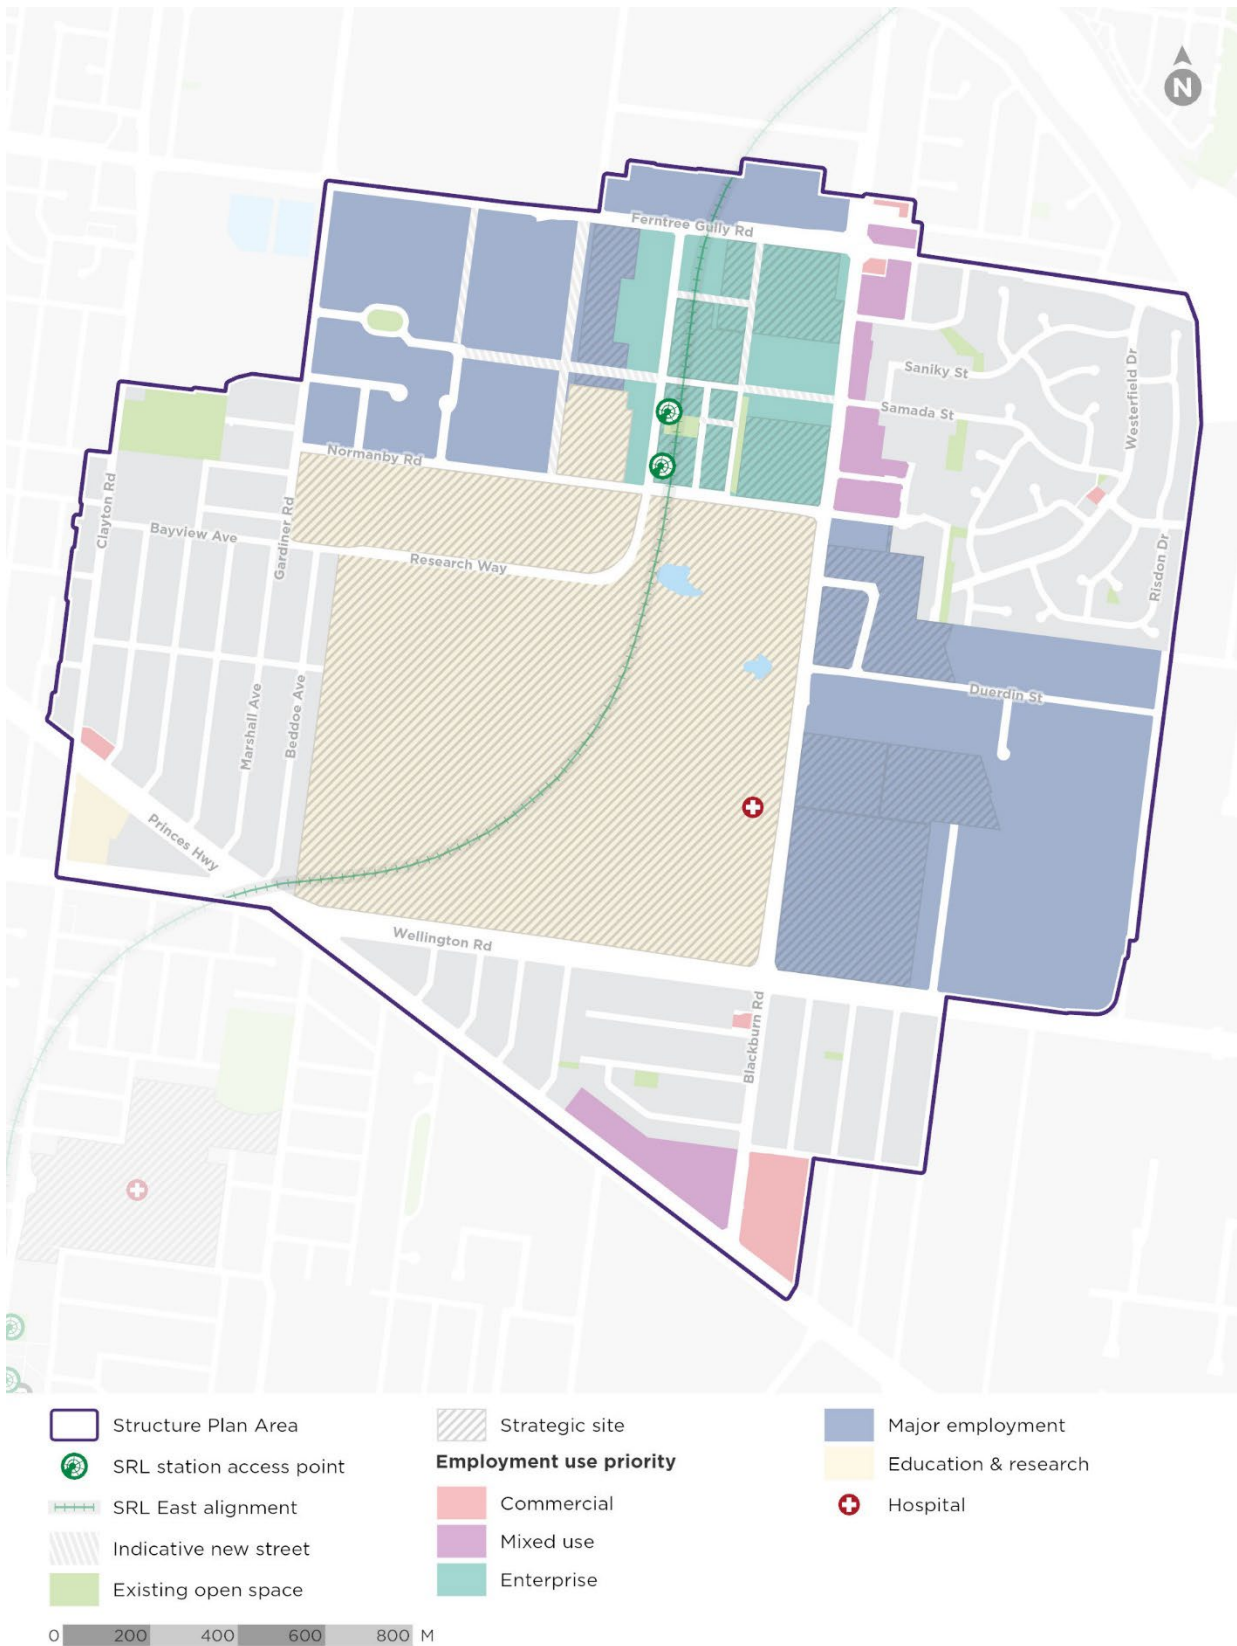 N
Ferntree Gully Rd
Westerfield Dr
Saniky St
Samada St
Normanby Rd
Clayton Rd
Gardiner Rd
Bayview Ave
Research Way
Risdon Dr
Duerdin St
Marshall Ave
Beddoe Ave
Princes Hwy
Wellington Rd
Blackburn Rd
Structure Plan Area
SRL station access point
SRL East alignment
Indicative new street
Existing open space
Strategic site
Employment use priority
Commercial
Mixed use
Enterprise
Major employment
Education & research
Hospital
0 200 400 600 800 M